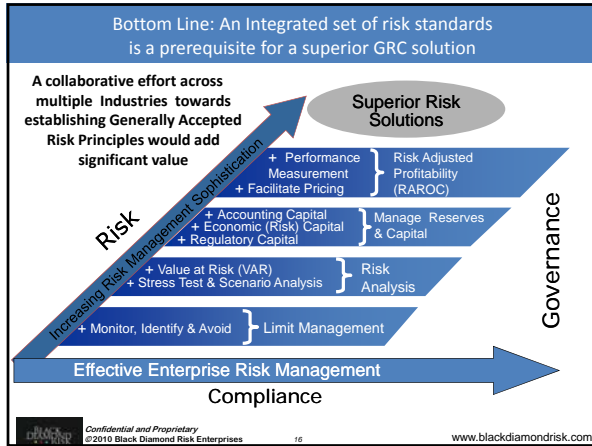 Bottom Line: An Integrated set of risk standards
is a prerequisite for a superior GRC solution
A collaborative effort across
multiple Industries towards
establishing Generally Accepted
Risk Principles would add
significant value
Superior Risk
Solutions
Risk
Increasing Risk Management Sophistication
+ Performance
Measurement
+ Facilitate Pricing
Risk Adjusted
Profitability
(RAROC)
+ Accounting Capital
+ Economic (Risk) Capital
+ Regulatory Capital
Manage Reserves
& Capital
+ Value at Risk (VAR)
+ Stress Test & Scenario Analysis
Risk
Analysis
+ Monitor, Identify & Avoid
Limit Management
Governance
Effective Enterprise Risk Management
Compliance
BLACK
DIAMOND
RISK
Confidential and Proprietary
©2010 Black Diamond Risk Enterprises
16
www.blackdiamondrisk.com